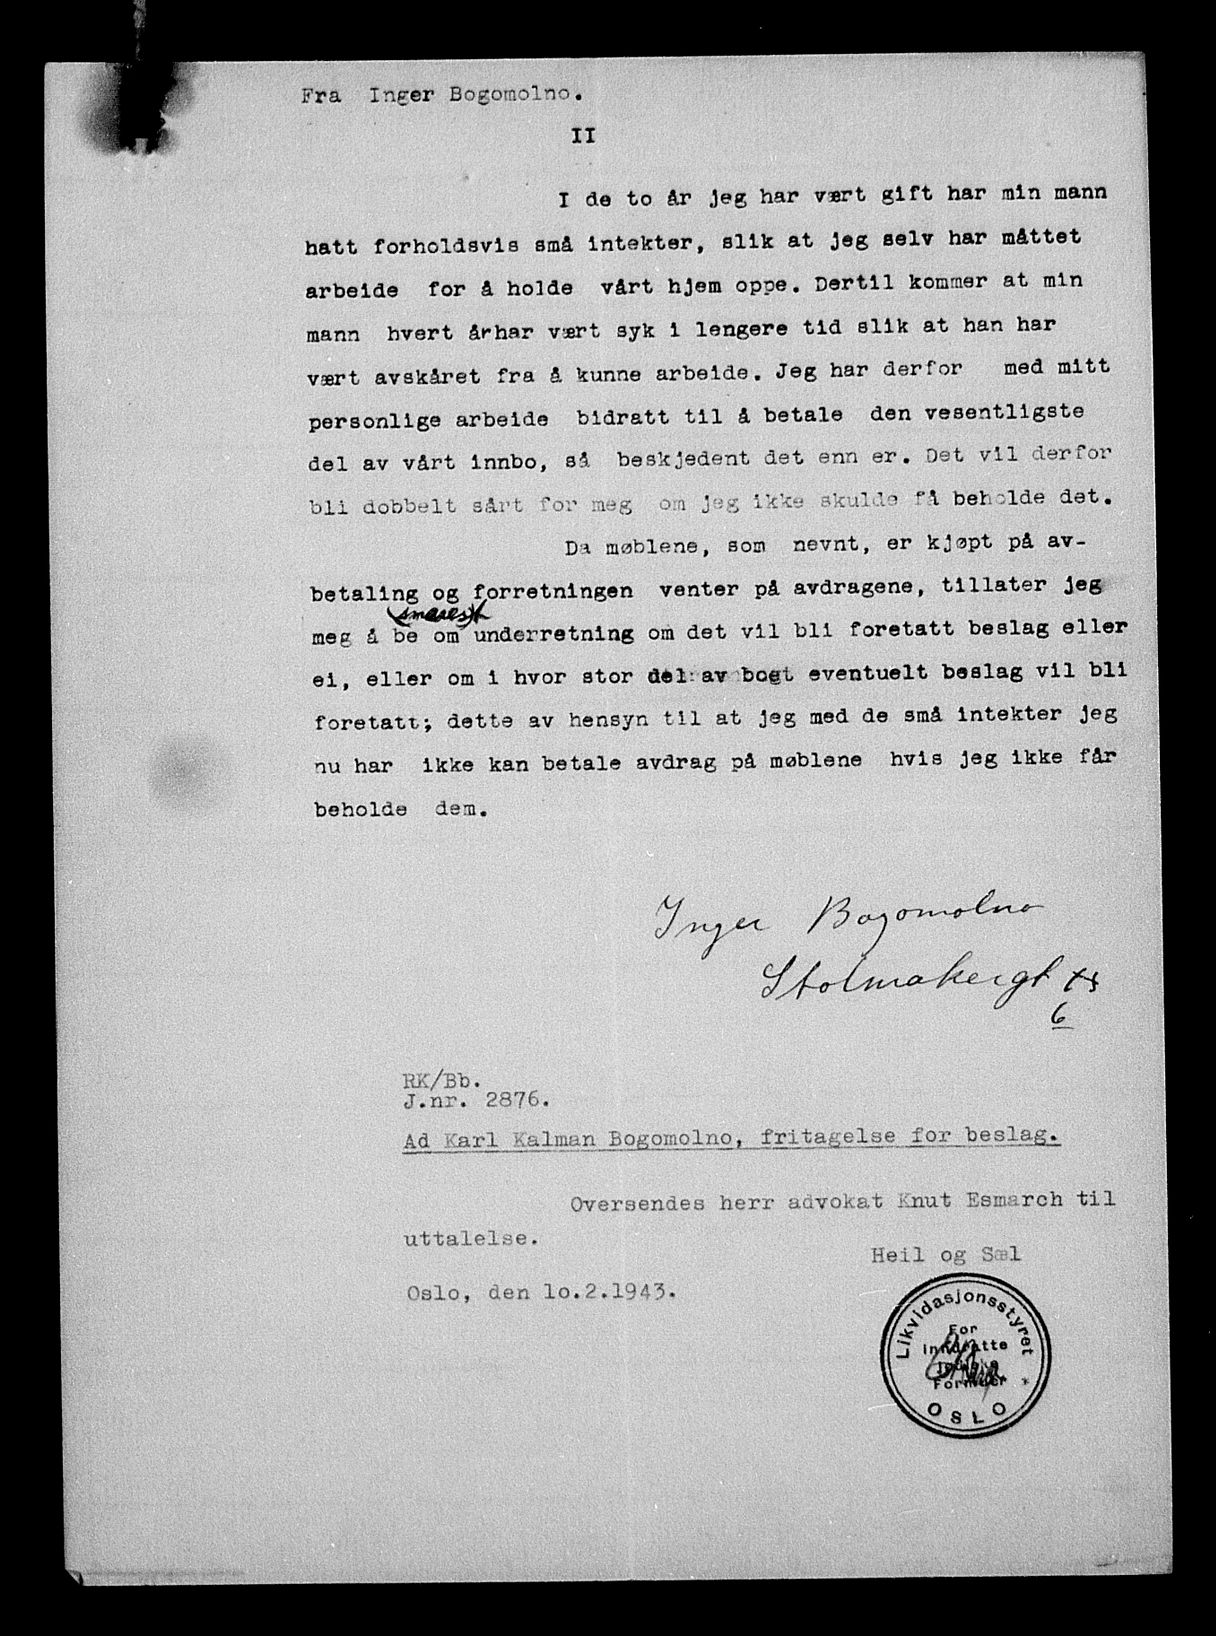 Fra Inger Bogomolno.
II
I de to år jeg har vært gift har min mann
hatt forholdsvis små intekter, slik at jeg selv har måttet
arbeide for å holde vårt hjem oppe. Dertil kommer at min
mann hvert århar vært syk i lengere tid slik at han har
vært avskåret fra å kunne arbeide. Jeg har derfor med mitt
personlige arbeide bidratt til å betale den vesentligste
del av vårt innbo, så beskjedent det enn er. Det vil derfor
bli dobbelt sårt for meg om jeg ikke skulde få beholde det.
Da møblene, som nevnt, er kjøpt på av-
betaling og forretningen venter på avdragene, tillater jeg
(snarest)
meg å be om underretning om det vil bli foretatt beslag eller
ei, eller om i hvor stor del av bogt eventuelt beslag vil bli
foretatt; dette av hensyn til at jeg med de små intekter jeg
nu har ikke kan betale avdrag på møblene hvis jeg ikke får
beholde dem.
Inger Bogomolno
Stolmakergt
6
RK/Bb.
J.nr. 2876.
Ad Karl Kalman Bogomolno, fritagelse for beslag.
Oversendes herr advokat Knut Esmarch til
uttalelse.
Heil og Sæl
Oslo, den 1o.2.1943.
Likvidasjonsstyret
For
inndratte
jødiske
Formuer
*
OSLO